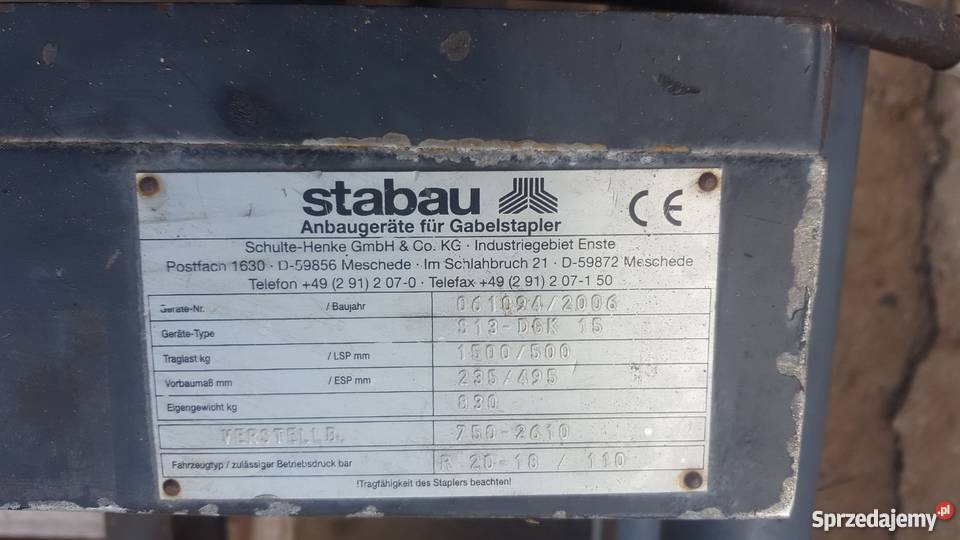 stabau CE
Anbaugeräte für Gabelstapler
Schulte-Henke GmbH & Co. KG · Industriegebiet Enste
Postfach 1630 · D-59856 Meschede · Im Schlahbruch 21 · D-59872 Meschede
Telefon +49 (2 91) 2 07-0 · Telefax +49 (2 91) 2 07-1 50
Geräte-Nr. / Baujahr 061094/2006
Geräte-Type S13-DGK 15
Traglast kg / LSP mm 1500/500
Vorbaumaß mm / ESP mm 235/495
Eigengewicht kg 830
VERSTELLB. 750-2610
Fahrzeugtyp / zulässiger Betriebsdruck bar R 20-18 / 110
!Tragfähigkeit des Staplers beachten!
Sprzedajemy.pl